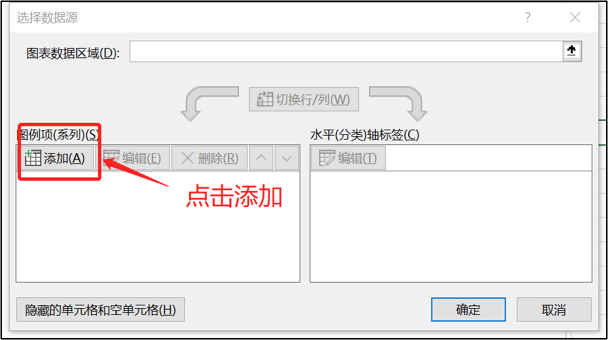 选择数据源
图表数据区域(D):
切换行/列(W)
图例项(系列)(S)
水平(分类)轴标签(C)
添加(A) 编辑(E) 删除(R)
编辑(T)
点击添加
隐藏的单元格和空单元格(H)
确定 取消